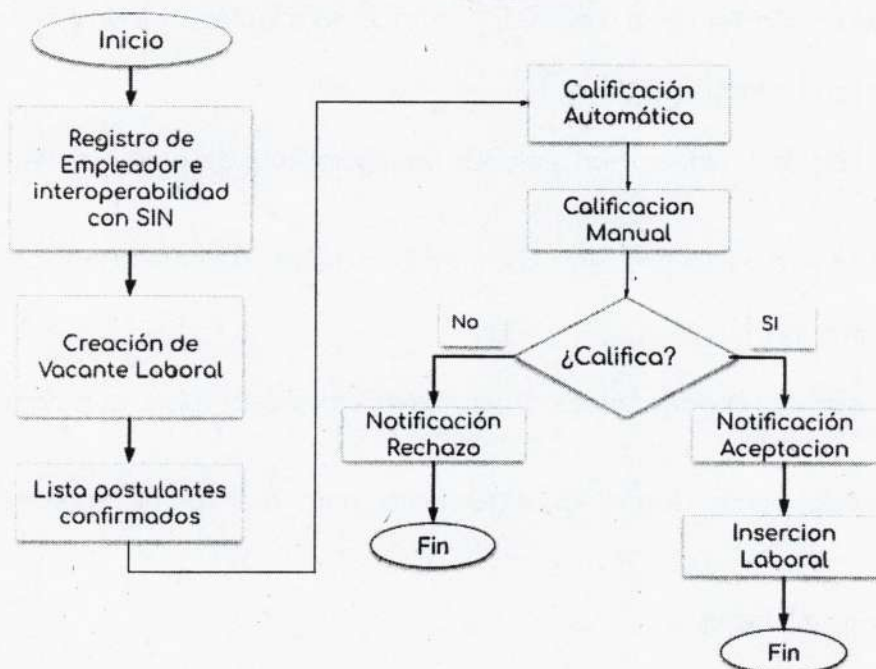 Inicio
Registro de
Empleador e
interoperabilidad
con SIN
Creación de
Vacante Laboral
Lista postulantes
confirmados
Calificación
Automática
Calificacion
Manual
¿Califica?
No
SI
Notificación
Rechazo
Fin
Notificación
Aceptacion
Insercion
Laboral
Fin